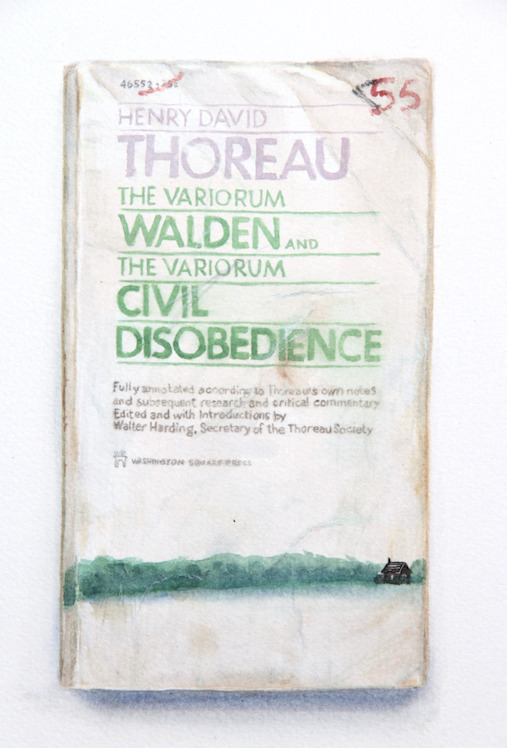 46552
55
HENRY DAVID
THOREAU
THE VARIORUM
WALDEN AND
THE VARIORUM
CIVIL
DISOBEDIENCE
Fully annotated according to Thoreau's own notes
and subsequent research and critical commentary
Edited and with Introductions by
Walter Harding, Secretary of the Thoreau Society
WASHINGTON SQUARE PRESS